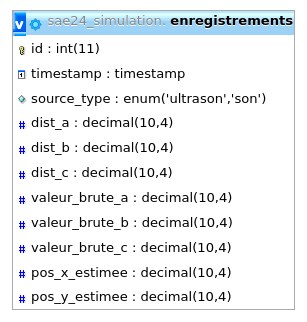 v sae24_simulation. enregistrements
id : int(11)
timestamp : timestamp
source_type : enum('ultrason','son')
# dist_a : decimal(10,4)
# dist_b : decimal(10,4)
# dist_c : decimal(10,4)
# valeur_brute_a : decimal(10,4)
# valeur_brute_b : decimal(10,4)
# valeur_brute_c : decimal(10,4)
# pos_x_estimee : decimal(10,4)
# pos_y_estimee : decimal(10,4)